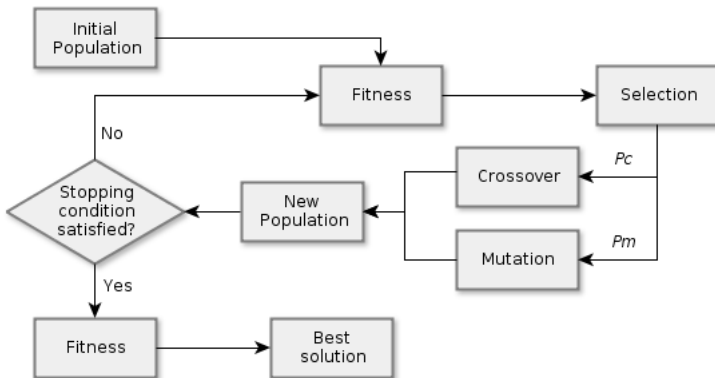 Initial
Population
Fitness
Selection
No
Pc
Crossover
Stopping
condition
satisfied?
New
Population
Pm
Mutation
Yes
Fitness
Best
solution